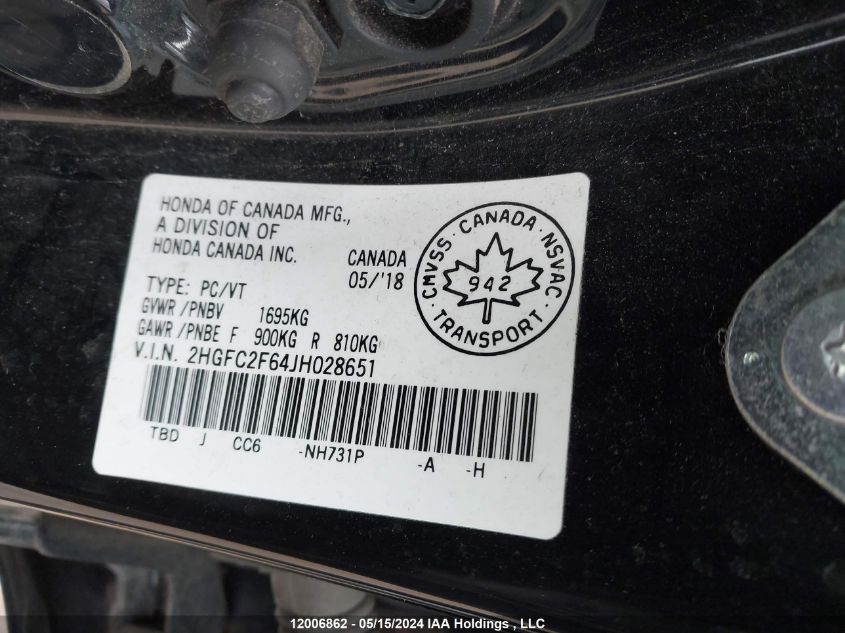 HONDA OF CANADA MFG.,
A DIVISION OF
HONDA CANADA INC.
CANADA
05/'18
TYPE: PC/VT
GVWR /PNBV 1695KG
GAWR /PNBE F 900KG R 810KG
V.I.N. 2HGFC2F64JH028651
TBD J CC6 -NH731P -A -H
CMVSS · CANADA · NSVAC
942
· TRANSPORT ·
12006862 - 05/15/2024 IAA Holdings , LLC